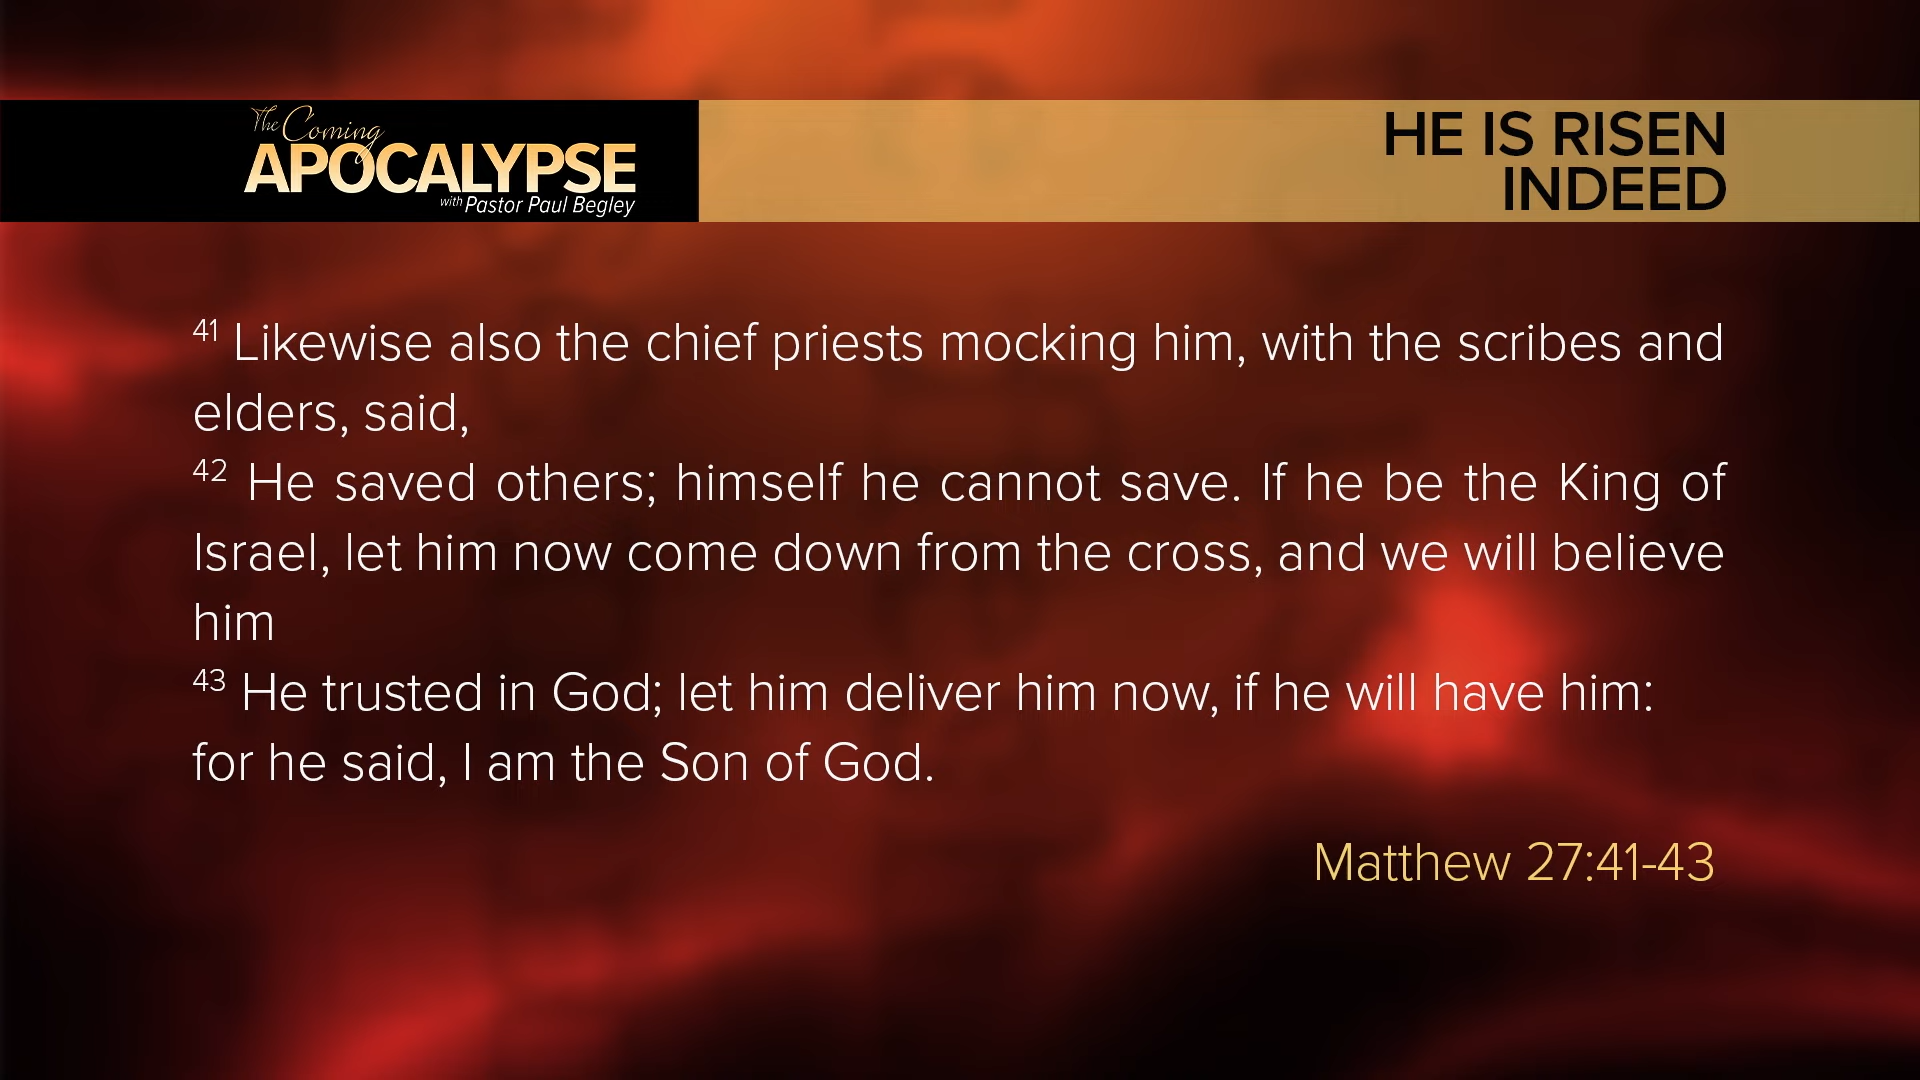 The Coming
APOCALYPSE
with Pastor Paul Begley
HE IS RISEN
INDEED
41 Likewise also the chief priests mocking him, with the scribes and
elders, said,
42 He saved others; himself he cannot save. If he be the King of
Israel, let him now come down from the cross, and we will believe
him
43 He trusted in God; let him deliver him now, if he will have him:
for he said, I am the Son of God.
Matthew 27:41-43